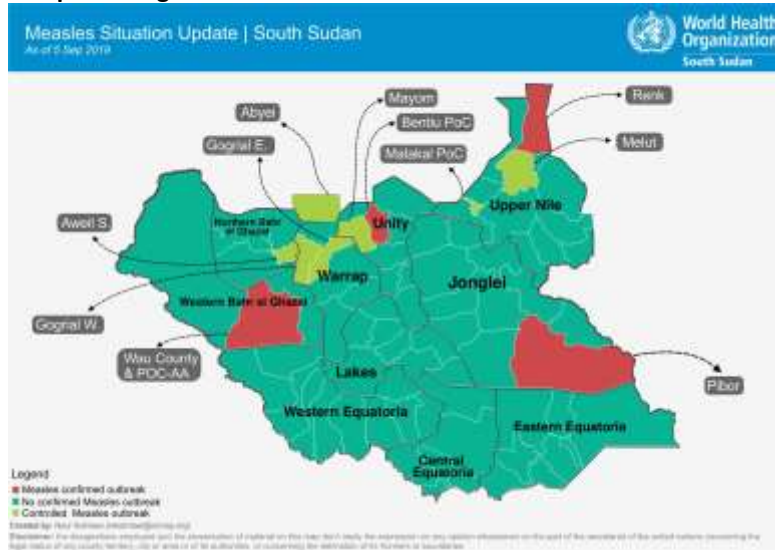 Measles Situation Update | South Sudan
As of 5 Sep 2019
World Health
Organization
South Sudan
Mayom
Renk
Abyei
Bentiu PoC
Gogrial E.
Malakal PoC
Melut
Upper Nile
Aweil S.
Northern Bahr
el Ghazal
Unity
Warrap
Jonglei
Western Bahr el Ghazal
Gogrial W.
Wau County
& POC-AA
Lakes
Pibor
Western Equatoria
Eastern Equatoria
Central
Equatoria
Legend
Measles confirmed outbreak
No confirmed Measles outbreak
Controlled Measles outbreak
Created by:
Disclaimer: